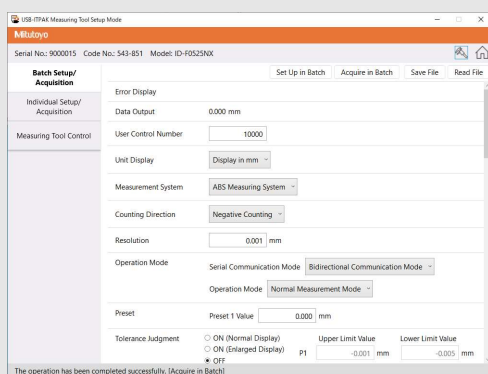 USB-ITPAK Measuring Tool Setup Mode
Mitutoyo
Serial No.: 9000015 Code No.: 543-851 Model: ID-F0525NX
Batch Setup/
Acquisition
Individual Setup/
Acquisition
Measuring Tool Control
Set Up in Batch Acquire in Batch Save File Read File
Error Display
Data Output 0.000 mm
User Control Number 10000
Unit Display Display in mm
Measurement System ABS Measuring System
Counting Direction Negative Counting
Resolution 0.001 mm
Operation Mode Serial Communication Mode Bidirectional Communication Mode
Operation Mode Normal Measurement Mode
Preset Preset 1 Value 0.000 mm
Tolerance Judgment ON (Normal Display) Upper Limit Value Lower Limit Value
ON (Enlarged Display) P1 -0.001 mm -0.005 mm
OFF
The operation has been completed successfully. [Acquire in Batch]